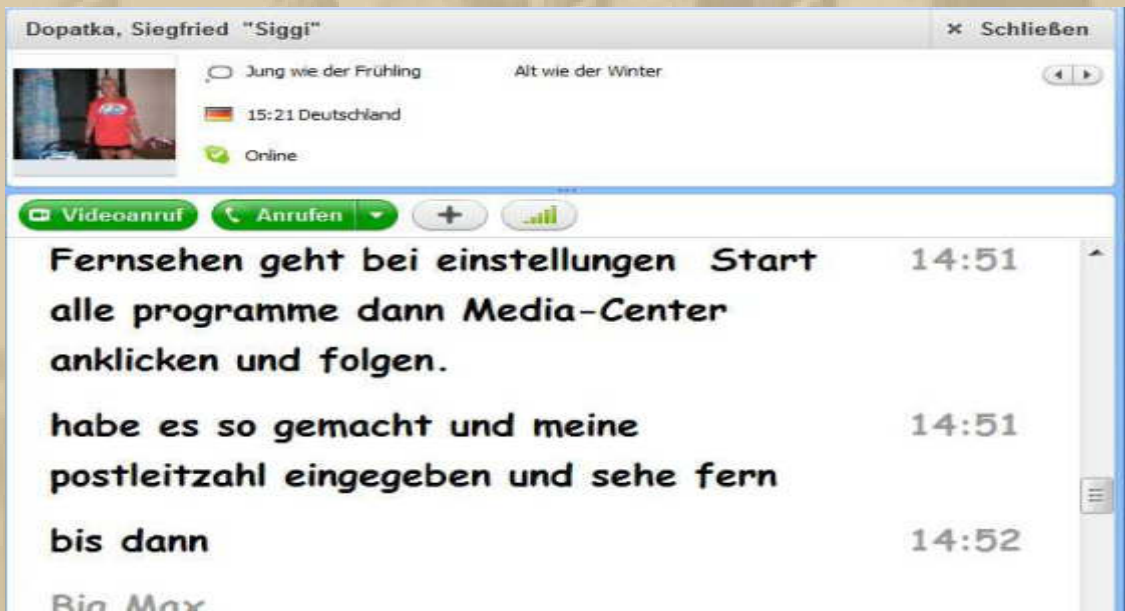 Dopatka, Siegfried "Siggi"
× Schließen
Jung wie der Frühling Alt wie der Winter
15:21 Deutschland
Online
Videoanruf Anrufen
Fernsehen geht bei einstellungen Start 14:51
alle programme dann Media-Center
anklicken und folgen.
habe es so gemacht und meine 14:51
postleitzahl eingegeben und sehe fern
bis dann 14:52
Big Max